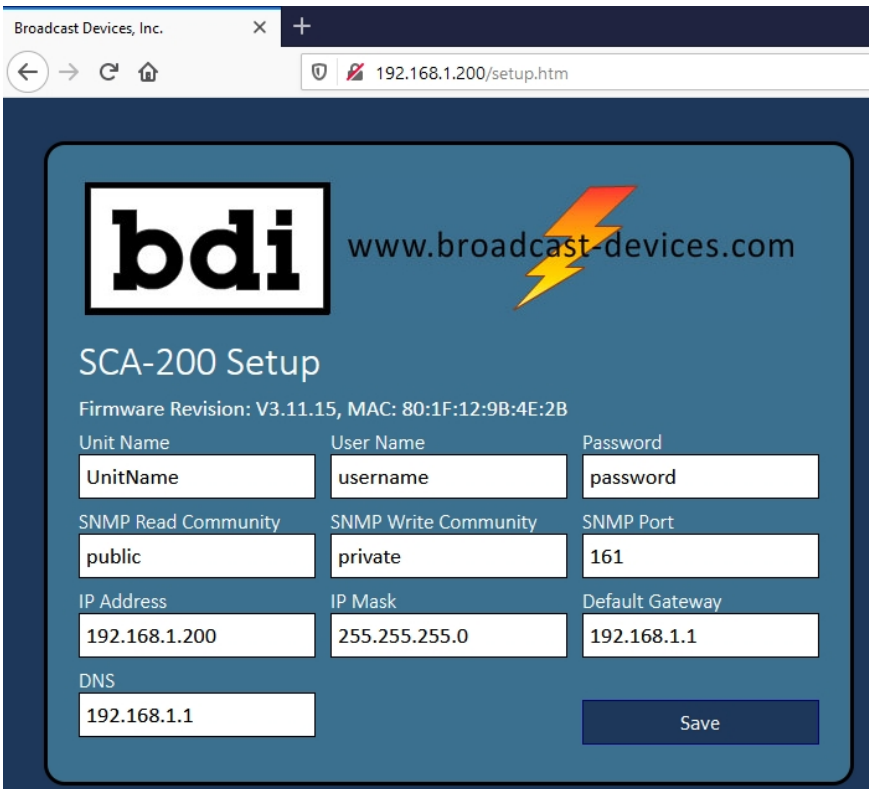 Broadcast Devices, Inc.
192.168.1.200/setup.htm
bdi www.broadcast-devices.com
SCA-200 Setup
Firmware Revision: V3.11.15, MAC: 80:1F:12:9B:4E:2B
Unit Name User Name Password
UnitName username password
SNMP Read Community SNMP Write Community SNMP Port
public private 161
IP Address IP Mask Default Gateway
192.168.1.200 255.255.255.0 192.168.1.1
DNS
192.168.1.1
Save